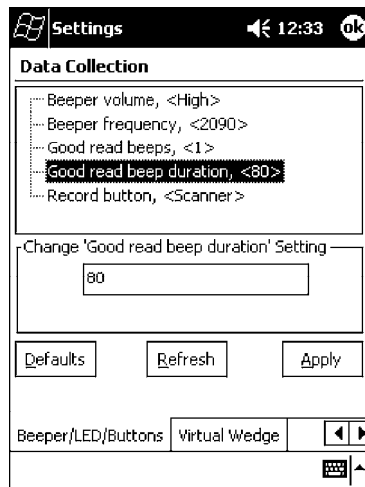 Settings 12:33 ok
Data Collection
Beeper volume, <High>
Beeper frequency, <2090>
Good read beeps, <1>
Good read beep duration, <80>
Record button, <Scanner>
Change 'Good read beep duration' Setting
80
Defaults Refresh Apply
Beeper/LED/Buttons Virtual Wedge